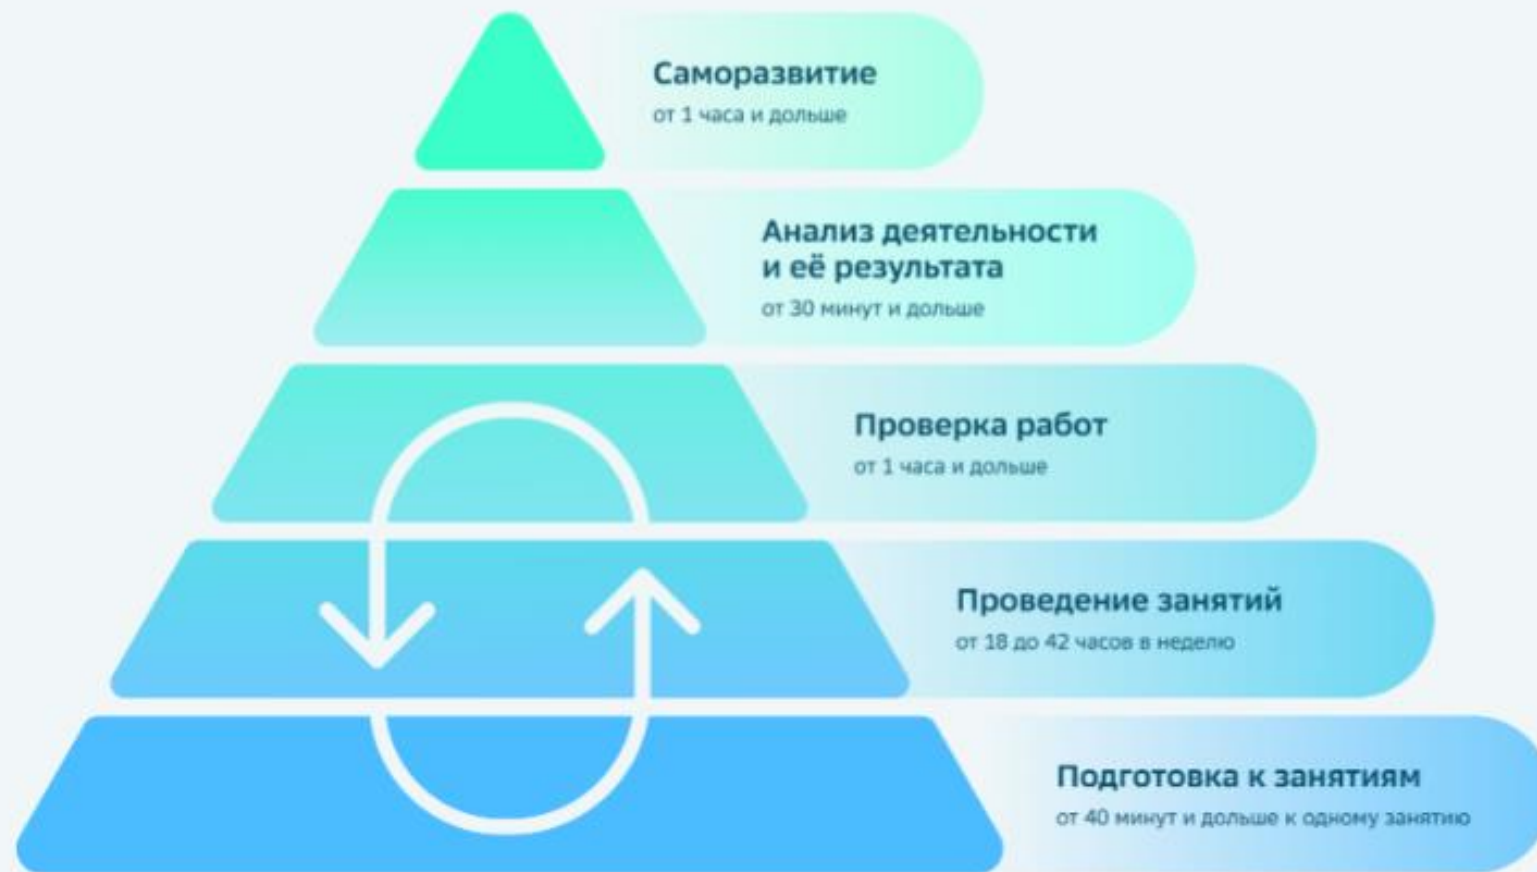 Саморазвитие
от 1 часа и дольше
Анализ деятельности
и её результата
от 30 минут и дольше
Проверка работ
от 1 часа и дольше
Проведение занятий
от 18 до 42 часов в неделю
Подготовка к занятиям
от 40 минут и дольше к одному занятию